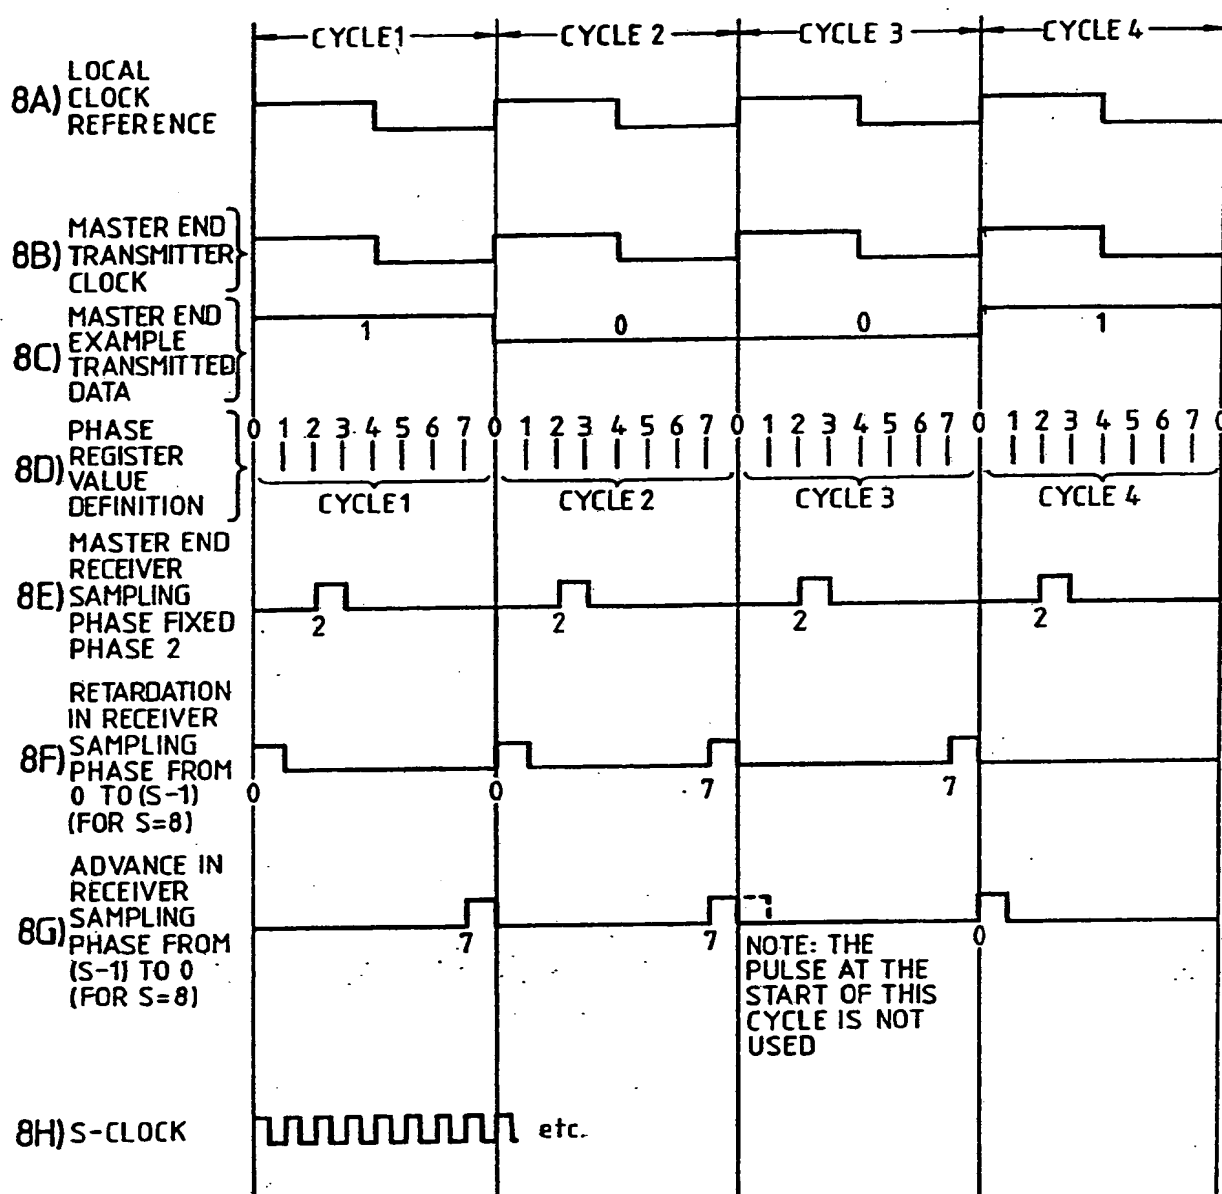 CYCLE1 CYCLE 2 CYCLE 3 CYCLE 4
8A) LOCAL
CLOCK
REFERENCE
8B) MASTER END
TRANSMITTER
CLOCK
8C) MASTER END
EXAMPLE
TRANSMITTED
DATA
1 0 0 1
8D) PHASE
REGISTER
VALUE
DEFINITION
0 1 2 3 4 5 6 7 0 1 2 3 4 5 6 7 0 1 2 3 4 5 6 7 0 1 2 3 4 5 6 7 0
CYCLE1 CYCLE 2 CYCLE 3 CYCLE 4
8E) MASTER END
RECEIVER
SAMPLING
PHASE FIXED
PHASE 2
2 2 2 2
8F) RETARDATION
IN RECEIVER
SAMPLING
PHASE FROM
0 TO (S-1)
(FOR S=8)
0 0 7 7
8G) ADVANCE IN
RECEIVER
SAMPLING
PHASE FROM
(S-1) TO 0
(FOR S=8)
7 7 0
NOTE: THE
PULSE AT THE
START OF THIS
CYCLE IS NOT
USED
8H) S-CLOCK etc.